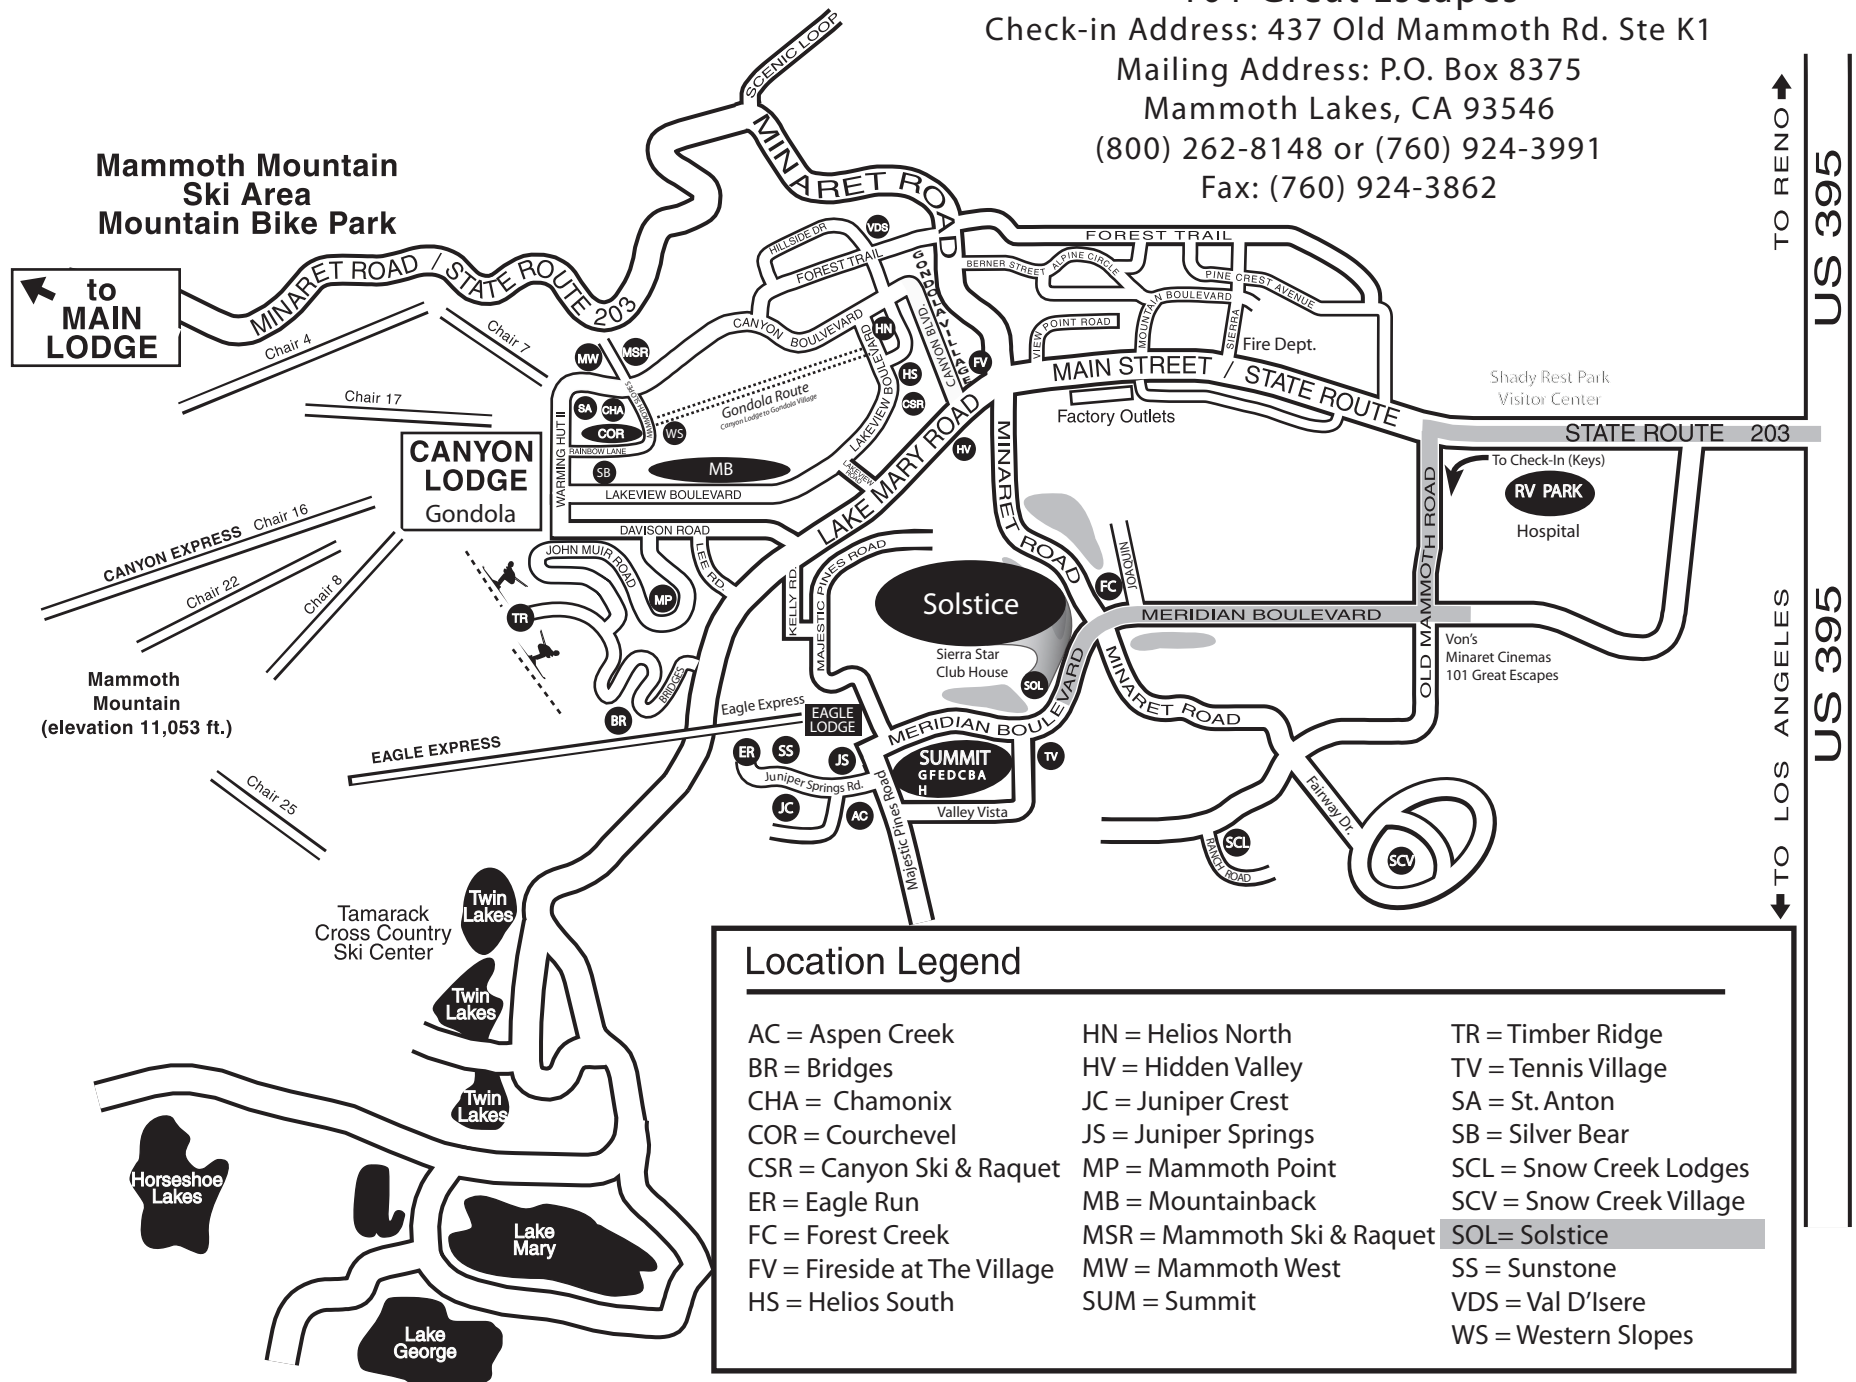 101 Great Escapes
Check-in Address: 437 Old Mammoth Rd. Ste K1
Mailing Address: P.O. Box 8375
Mammoth Lakes, CA 93546
(800) 262-8148 or (760) 924-3991
Fax: (760) 924-3862
SCENIC LOOP
MINARET ROAD
TO RENO
US 395
Mammoth Mountain
Ski Area
Mountain Bike Park
to
MAIN
LODGE
MINARET ROAD / STATE ROUTE 203
Chair 4
Chair 7
Chair 17
HILLSIDE DR
VDS
FOREST TRAIL
FOREST TRAIL
BERNER STREET
ALPINE CIRCLE
PINE CREST AVENUE
MOUNTAIN BOULEVARD
SIERRA
VIEW POINT ROAD
Fire Dept.
GONDOLA VILLAGE
CANYON BLVD.
CANYON BOULVEVARD
HN
MW
MSR
HS
CSR
FV
SA
CHA
COR
WS
Gondola Route
Canyon Lodge to Gondola Village
LAKEVIEW BOULEVARD
MAIN STREET / STATE ROUTE
Factory Outlets
Shady Rest Park
Visitor Center
STATE ROUTE 203
To Check-In (Keys)
RV PARK
Hospital
CANYON
LODGE
Gondola
WARMING HUT II
RAINBOW LANE
SB
MB
LAKEVIEW BOULEVARD
LAKEVIEW ROAD
LAKE MARY ROAD
HV
MINARET ROAD
OLD MAMMOTH ROAD
CANYON EXPRESS
Chair 16
Chair 22
Chair 8
DAVISON ROAD
JOHN MUIR ROAD
LEE RD.
MP
TR
KELLY RD.
MAJESTIC PINES ROAD
MAJESTIC PINES
Solstice
FC
JOAQUIN
MERIDIAN BOULEVARD
Sierra Star
Club House
SOL
Von's
Minaret Cinemas
101 Great Escapes
TO LOS ANGELES
US 395
Mammoth
Mountain
(elevation 11,053 ft.)
BRIDGES
BR
EAGLE EXPRESS
Eagle Express
EAGLE
LODGE
MERIDIAN BOULEVARD
MINARET ROAD
ER
SS
JS
SUMMIT
GFEDCBA
H
TV
Juniper Springs Rd.
JC
AC
Valley Vista
Majestic Pines Road
Chair 25
Fairway Dr.
SCL
RANCH ROAD
SCV
Tamarack
Cross Country
Ski Center
Twin
Lakes
Twin
Lakes
Twin
Lakes
Horseshoe
Lakes
Lake
Mary
Lake
George
Location Legend
AC = Aspen Creek
BR = Bridges
CHA = Chamonix
COR = Courchevel
CSR = Canyon Ski & Raquet
ER = Eagle Run
FC = Forest Creek
FV = Fireside at The Village
HS = Helios South
HN = Helios North
HV = Hidden Valley
JC = Juniper Crest
JS = Juniper Springs
MP = Mammoth Point
MB = Mountainback
MSR = Mammoth Ski & Raquet
MW = Mammoth West
SUM = Summit
TR = Timber Ridge
TV = Tennis Village
SA = St. Anton
SB = Silver Bear
SCL = Snow Creek Lodges
SCV = Snow Creek Village
SOL= Solstice
SS = Sunstone
VDS = Val D'Isere
WS = Western Slopes